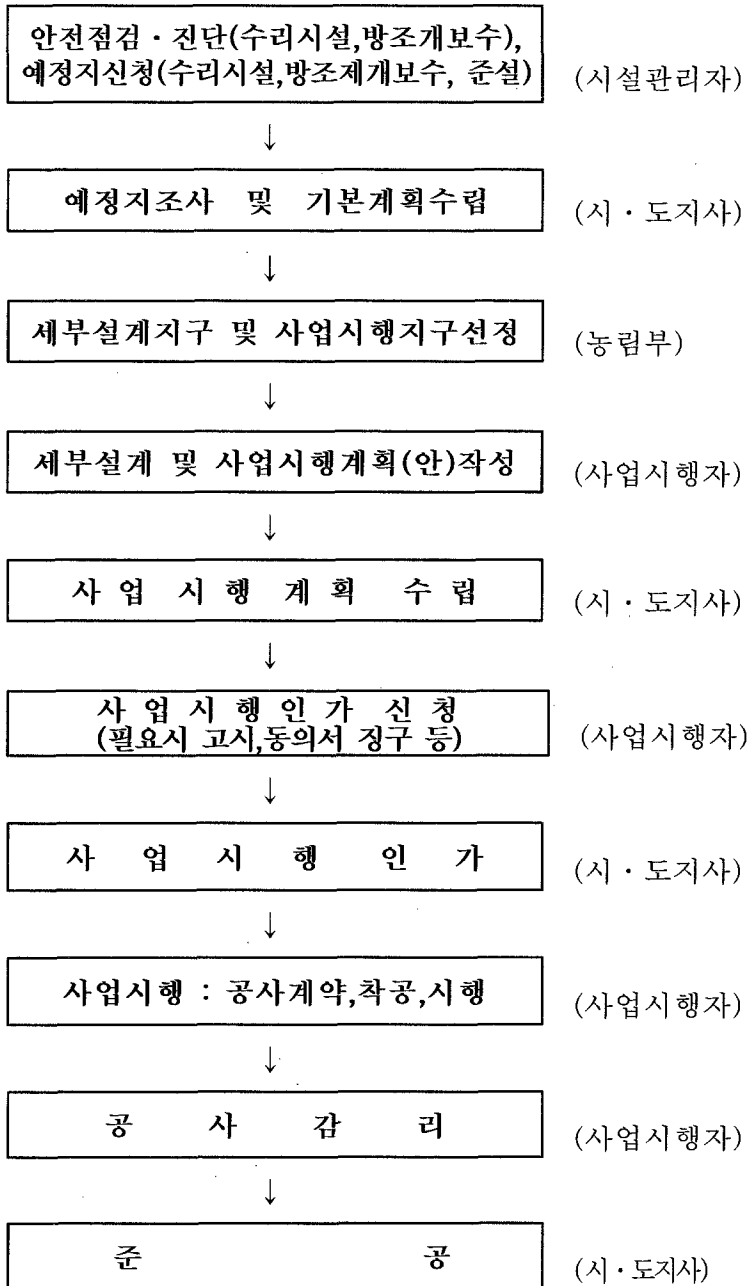 안전점검・진단(수리시설,방조개보수),
예정지신청(수리시설,방조제개보수, 준설)
(시설관리자)
↓
예정지조사 및 기본계획수립
(시・도지사)
↓
세부설계지구 및 사업시행지구선정
(농림부)
↓
세부설계 및 사업시행계획(안)작성
(사업시행자)
↓
사 업 시 행 계 획 수 립
(시・도지사)
↓
사 업 시 행 인 가 신 청
(필요시 고시,동의서 징구 등)
(사업시행자)
↓
사 업 시 행 인 가
(시・도지사)
↓
사업시행 : 공사계약,착공,시행
(사업시행자)
↓
공 사 감 리
(사업시행자)
↓
준 공
(시・도지사)